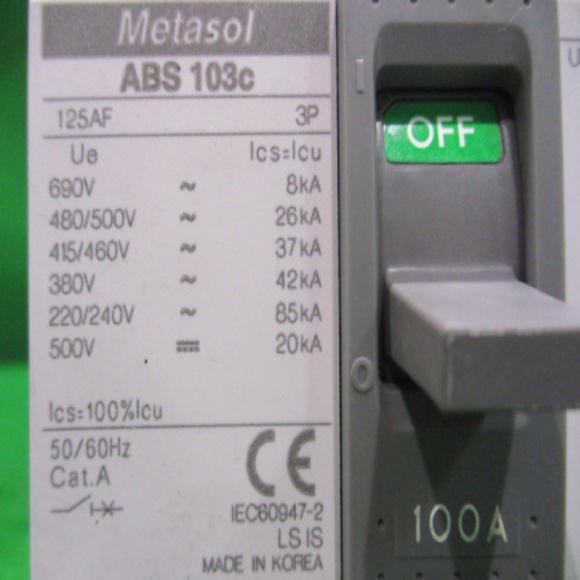 Metasol
ABS 103c
125AF 3P
Ue Ics=Icu
690V ~ 8kA
480/500V ~ 26kA
415/460V ~ 37kA
380V ~ 42kA
220/240V ~ 85kA
500V ⎓ 20kA
Ics=100%Icu
50/60Hz
Cat.A
CE
IEC60947-2
LS IS
MADE IN KOREA
I
OFF
O
100A